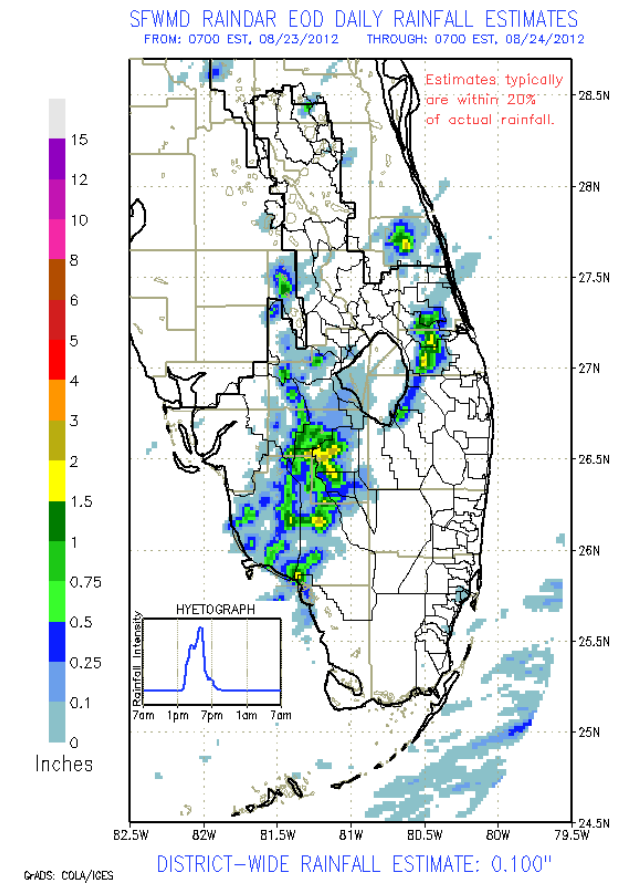 SFWMD RAINDAR EOD DAILY RAINFALL ESTIMATES
FROM: 0700 EST, 08/23/2012 THROUGH: 0700 EST, 08/24/2012
Estimates typically
are within 20%
of actual rainfall.
28.5N
28N
27.5N
27N
26.5N
26N
25.5N
25N
24.5N
15
12
10
8
6
5
4
3
2
1.5
1
0.75
0.5
0.25
0.1
0
Inches
HYETOGRAPH
Rainfall Intensity
7am 1pm 7pm 1am 7am
82.5W 82W 81.5W 81W 80.5W 80W 79.5W
DISTRICT-WIDE RAINFALL ESTIMATE: 0.100"
GrADS: COLA/IGES